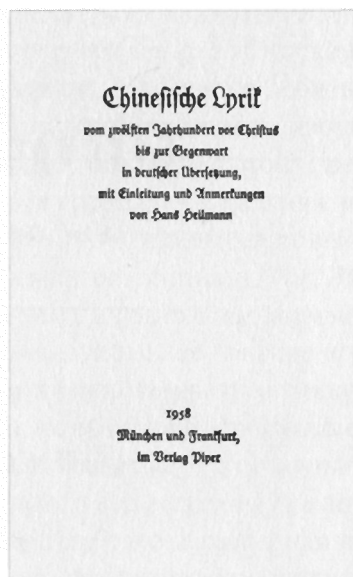 Chinesische Lyrik
vom zwölften Jahrhundert vor Christus
bis zur Gegenwart
in deutscher Übersetzung,
mit Einleitung und Anmerkungen
von Hans Heilmann
1958
München und Frankfurt,
im Verlag Piper